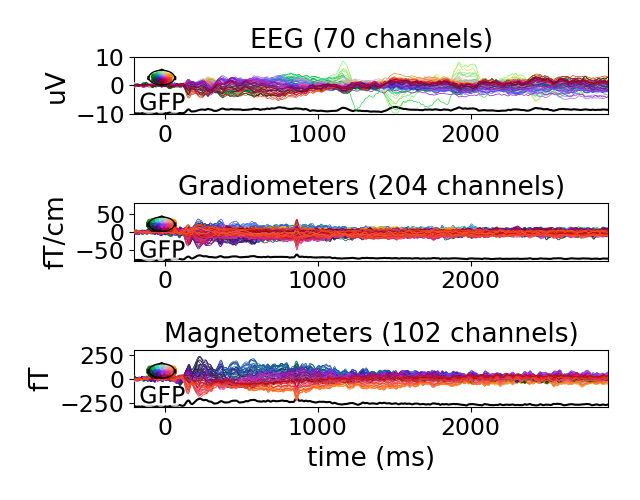 EEG (70 channels)
10
0
−10
uV
GFP
0 1000 2000
Gradiometers (204 channels)
50
0
−50
fT/cm
GFP
0 1000 2000
Magnetometers (102 channels)
250
0
−250
fT
GFP
0 1000 2000
time (ms)